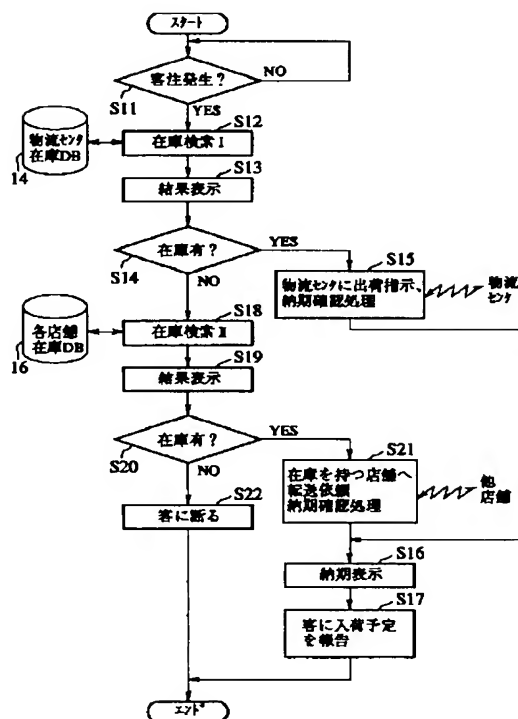 スタート
客注発生?
NO
S11
YES
S12
物流センタ
在庫DB
14
在庫検索Ⅰ
S13
結果表示
在庫有?
YES
S14
NO
S15
物流センタに出荷指示、
納期確認処理
物流
センタ
S18
各店舗
在庫DB
16
在庫検索Ⅱ
S19
結果表示
在庫有?
YES
S20
NO
S21
在庫を持つ店舗へ
転送依頼
納期確認処理
他
店舗
S22
客に断る
S16
納期表示
S17
客に入荷予定
を報告
エンド